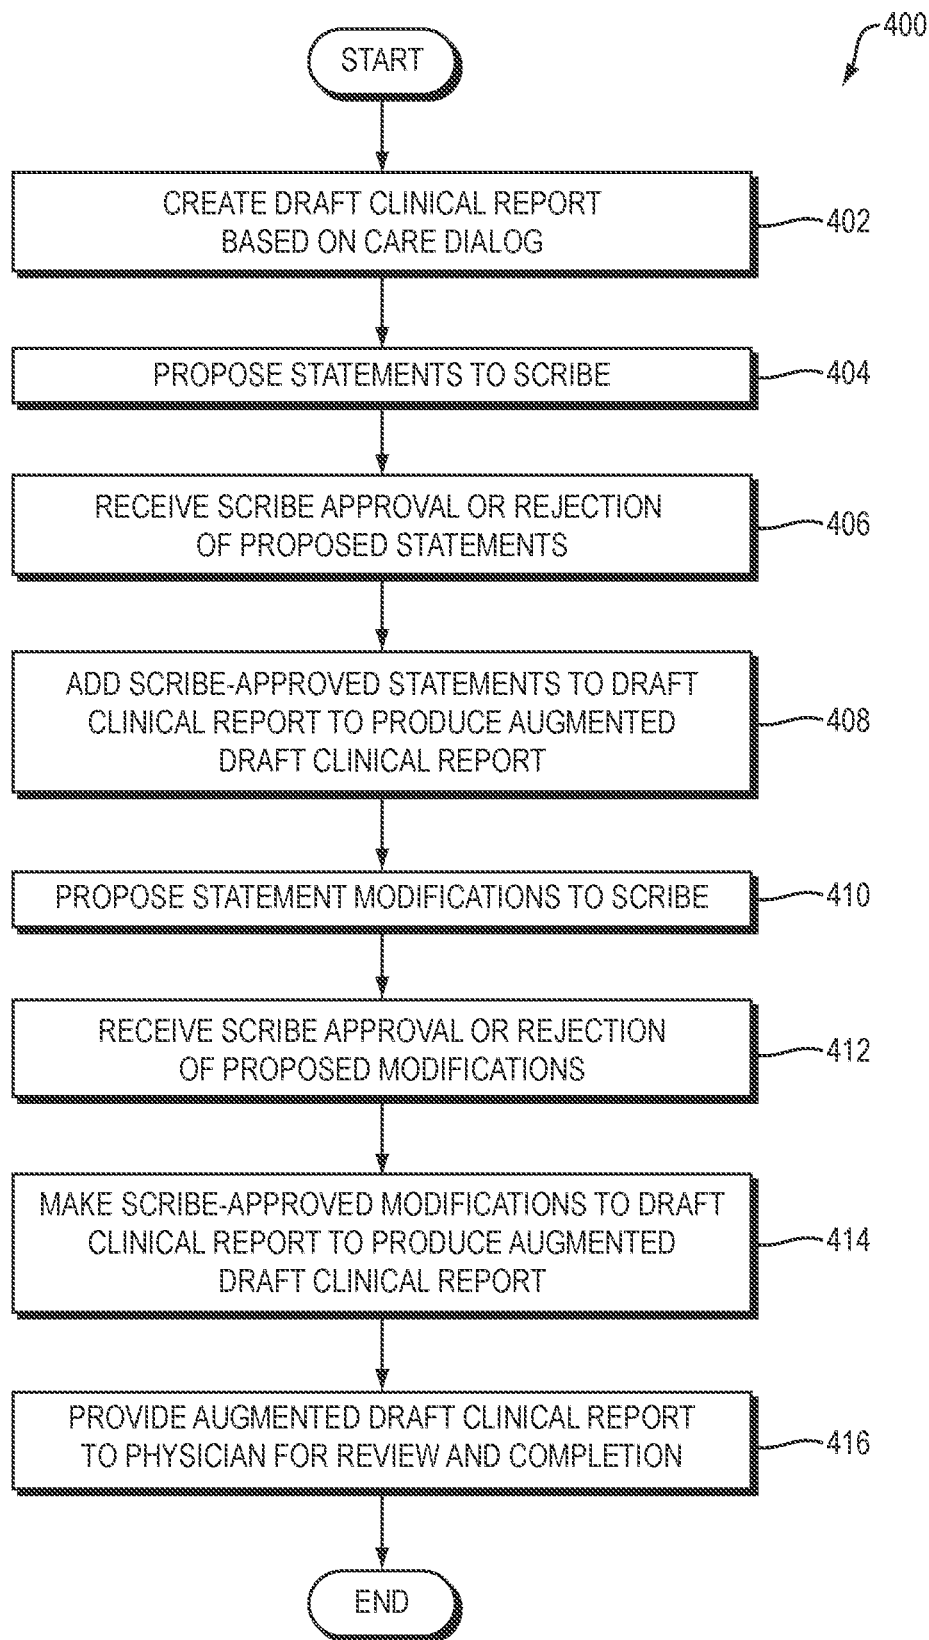 400
START
CREATE DRAFT CLINICAL REPORT
BASED ON CARE DIALOG
402
PROPOSE STATEMENTS TO SCRIBE
404
RECEIVE SCRIBE APPROVAL OR REJECTION
OF PROPOSED STATEMENTS
406
ADD SCRIBE-APPROVED STATEMENTS TO DRAFT
CLINICAL REPORT TO PRODUCE AUGMENTED
DRAFT CLINICAL REPORT
408
PROPOSE STATEMENT MODIFICATIONS TO SCRIBE
410
RECEIVE SCRIBE APPROVAL OR REJECTION
OF PROPOSED MODIFICATIONS
412
MAKE SCRIBE-APPROVED MODIFICATIONS TO DRAFT
CLINICAL REPORT TO PRODUCE AUGMENTED
DRAFT CLINICAL REPORT
414
PROVIDE AUGMENTED DRAFT CLINICAL REPORT
TO PHYSICIAN FOR REVIEW AND COMPLETION
416
END